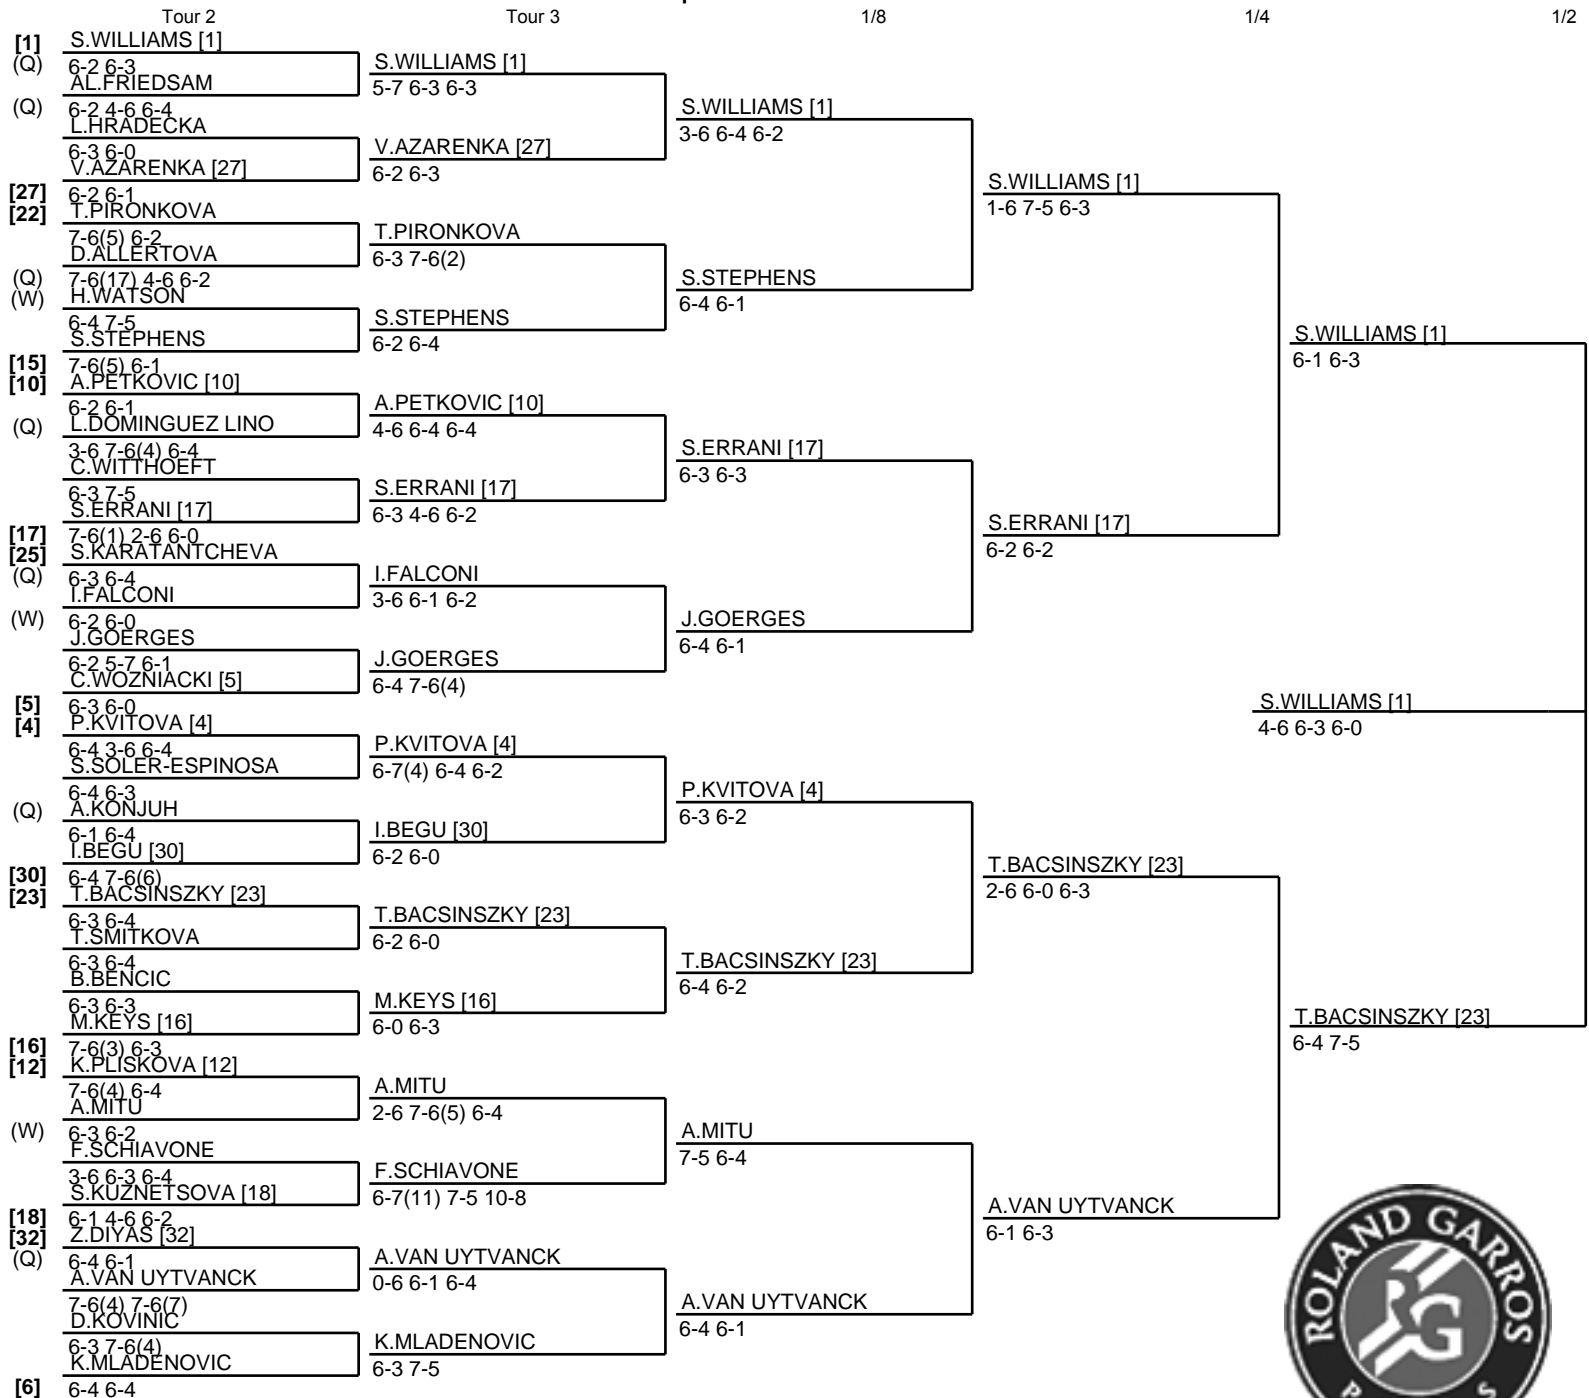 Tour 2 Tour 3 1/8 1/4 1/2
[1] S.WILLIAMS [1]
(Q) 6-2 6-3
S.WILLIAMS [1]
AL.FRIEDSAM
5-7 6-3 6-3
(Q) 6-2 4-6 6-4
S.WILLIAMS [1]
L.HRADECKA
3-6 6-4 6-2
6-3 6-0
V.AZARENKA [27]
V.AZARENKA [27]
6-2 6-3
[27] 6-2 6-1
S.WILLIAMS [1]
[22] T.PIRONKOVA
1-6 7-5 6-3
7-6(5) 6-2
T.PIRONKOVA
D.ALLERTOVA
6-3 7-6(2)
(Q) 7-6(17) 4-6 6-2
S.STEPHENS
(W) H.WATSON
6-4 6-1
6-4 7-5
S.STEPHENS
S.STEPHENS
6-2 6-4
S.WILLIAMS [1]
[15] 7-6(5) 6-1
6-1 6-3
[10] A.PETKOVIC [10]
6-2 6-1
A.PETKOVIC [10]
(Q) L.DOMINGUEZ LINO
4-6 6-4 6-4
3-6 7-6(4) 6-4
S.ERRANI [17]
C.WITTHOEFT
6-3 6-3
6-3 7-5
S.ERRANI [17]
S.ERRANI [17]
6-3 4-6 6-2
[17] 7-6(1) 2-6 6-0
S.ERRANI [17]
[25] S.KARATANTCHEVA
6-2 6-2
(Q) 6-3 6-4
I.FALCONI
I.FALCONI
3-6 6-1 6-2
(W) 6-2 6-0
J.GOERGES
J.GOERGES
6-4 6-1
6-2 5-7 6-1
J.GOERGES
C.WOZNIACKI [5]
6-4 7-6(4)
[5] 6-3 6-0
S.WILLIAMS [1]
[4] P.KVITOVA [4]
4-6 6-3 6-0
6-4 3-6 6-4
P.KVITOVA [4]
S.SOLER-ESPINOSA
6-7(4) 6-4 6-2
6-4 6-3
P.KVITOVA [4]
(Q) A.KONJUH
6-3 6-2
6-1 6-4
I.BEGU [30]
I.BEGU [30]
6-2 6-0
[30] 6-4 7-6(6)
T.BACSINSZKY [23]
[23] T.BACSINSZKY [23]
2-6 6-0 6-3
6-3 6-4
T.BACSINSZKY [23]
T.SMITKOVA
6-2 6-0
6-3 6-4
T.BACSINSZKY [23]
B.BENCIC
6-4 6-2
6-3 6-3
M.KEYS [16]
M.KEYS [16]
6-0 6-3
T.BACSINSZKY [23]
[16] 7-6(3) 6-3
6-4 7-5
[12] K.PLISKOVA [12]
7-6(4) 6-4
A.MITU
A.MITU
2-6 7-6(5) 6-4
(W) 6-3 6-2
A.MITU
F.SCHIAVONE
7-5 6-4
3-6 6-3 6-4
F.SCHIAVONE
S.KUZNETSOVA [18]
6-7(11) 7-5 10-8
[18] 6-1 4-6 6-2
A.VAN UYTVANCK
[32] Z.DIYAS [32]
6-1 6-3
(Q) 6-4 6-1
A.VAN UYTVANCK
A.VAN UYTVANCK
0-6 6-1 6-4
7-6(4) 7-6(7)
A.VAN UYTVANCK
D.KOVINIC
6-4 6-1
6-3 7-6(4)
K.MLADENOVIC
K.MLADENOVIC
6-3 7-5
[6] 6-4 6-4
ROLAND GARROS
RG